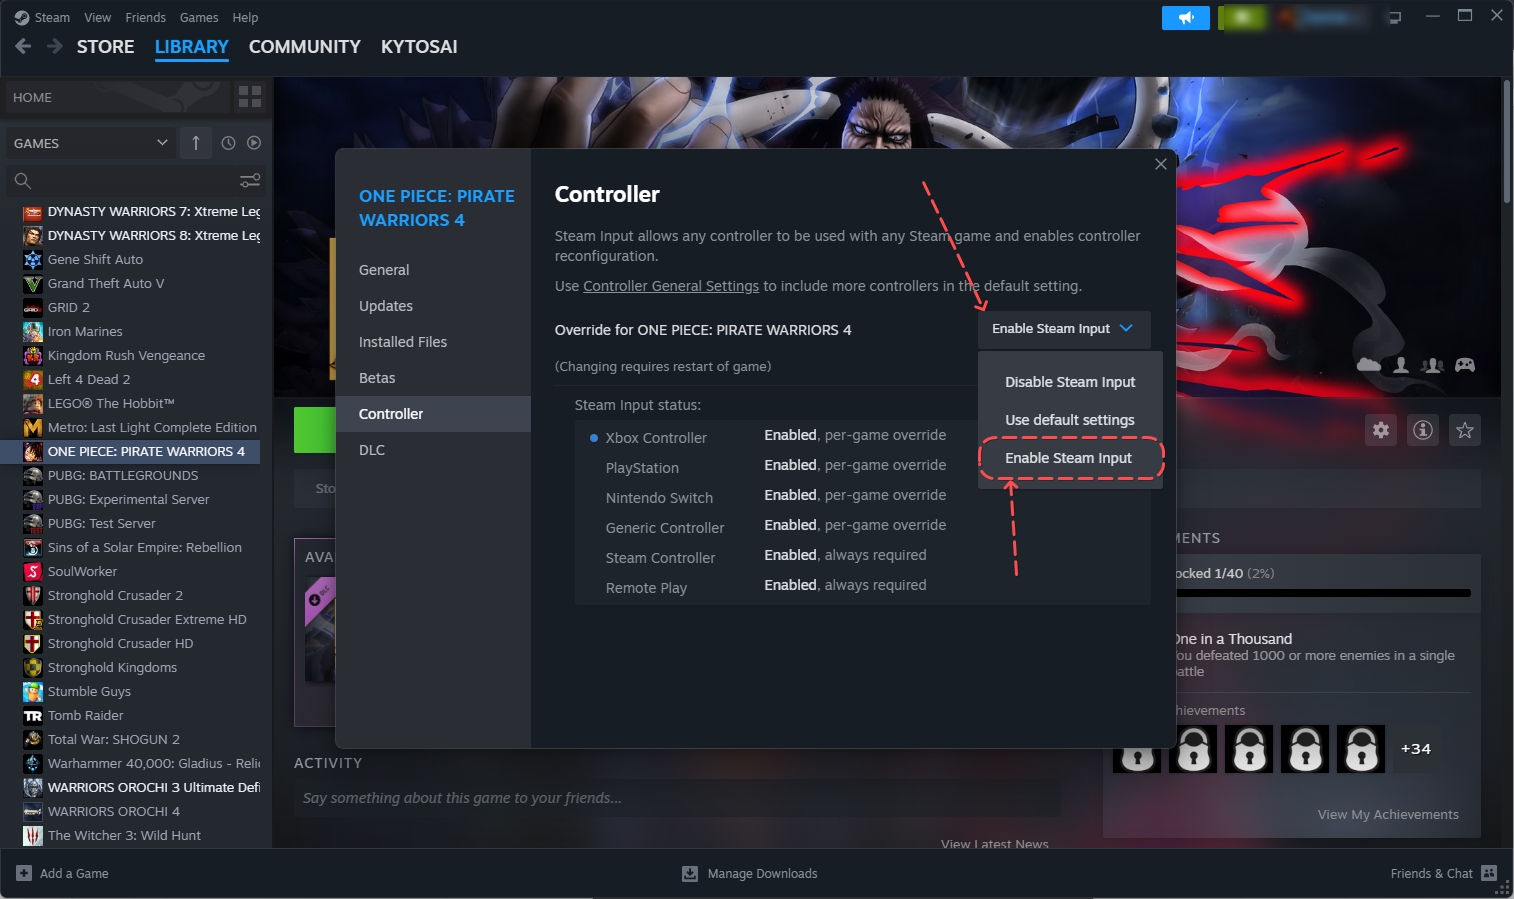 Steam View Friends Games Help
STORE LIBRARY COMMUNITY KYTOSAI
HOME
GAMES
DYNASTY WARRIORS 7: Xtreme Leg
DYNASTY WARRIORS 8: Xtreme Leg
Gene Shift Auto
Grand Theft Auto V
GRID 2
Iron Marines
Kingdom Rush Vengeance
Left 4 Dead 2
LEGO® The Hobbit™
Metro: Last Light Complete Edition
ONE PIECE: PIRATE WARRIORS 4
PUBG: BATTLEGROUNDS
PUBG: Experimental Server
PUBG: Test Server
Sins of a Solar Empire: Rebellion
SoulWorker
Stronghold Crusader 2
Stronghold Crusader Extreme HD
Stronghold Crusader HD
Stronghold Kingdoms
Stumble Guys
Tomb Raider
Total War: SHOGUN 2
Warhammer 40,000: Gladius - Relic
WARRIORS OROCHI 3 Ultimate Defi
WARRIORS OROCHI 4
The Witcher 3: Wild Hunt
ONE PIECE: PIRATE
WARRIORS 4
General
Updates
Installed Files
Betas
Controller
DLC
Controller
Steam Input allows any controller to be used with any Steam game and enables controller
reconfiguration.
Use Controller General Settings to include more controllers in the default setting.
Override for ONE PIECE: PIRATE WARRIORS 4 Enable Steam Input
(Changing requires restart of game)
Disable Steam Input
Use default settings
Enable Steam Input
Steam Input status:
Xbox Controller Enabled, per-game override
PlayStation Enabled, per-game override
Nintendo Switch Enabled, per-game override
Generic Controller Enabled, per-game override
Steam Controller Enabled, always required
Remote Play Enabled, always required
Sto
AVA
DLC
MENTS
ocked 1/40 (2%)
One in a Thousand
You defeated 1000 or more enemies in a single
attle
hievements
+34
View My Achievements
ACTIVITY
Say something about this game to your friends...
View Latest News
Add a Game
Manage Downloads
Friends & Chat